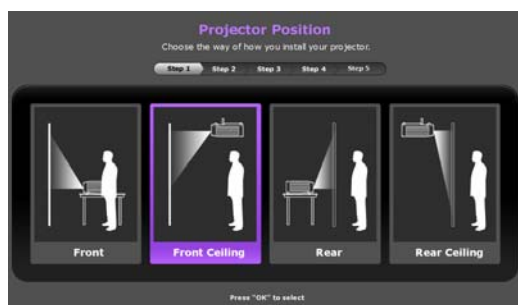 Projector Position
Choose the way of how you install your projector.
Step 1 Step 2 Step 3 Step 4 Step 5
Front Front Ceiling Rear Rear Ceiling
Press "OK" to select